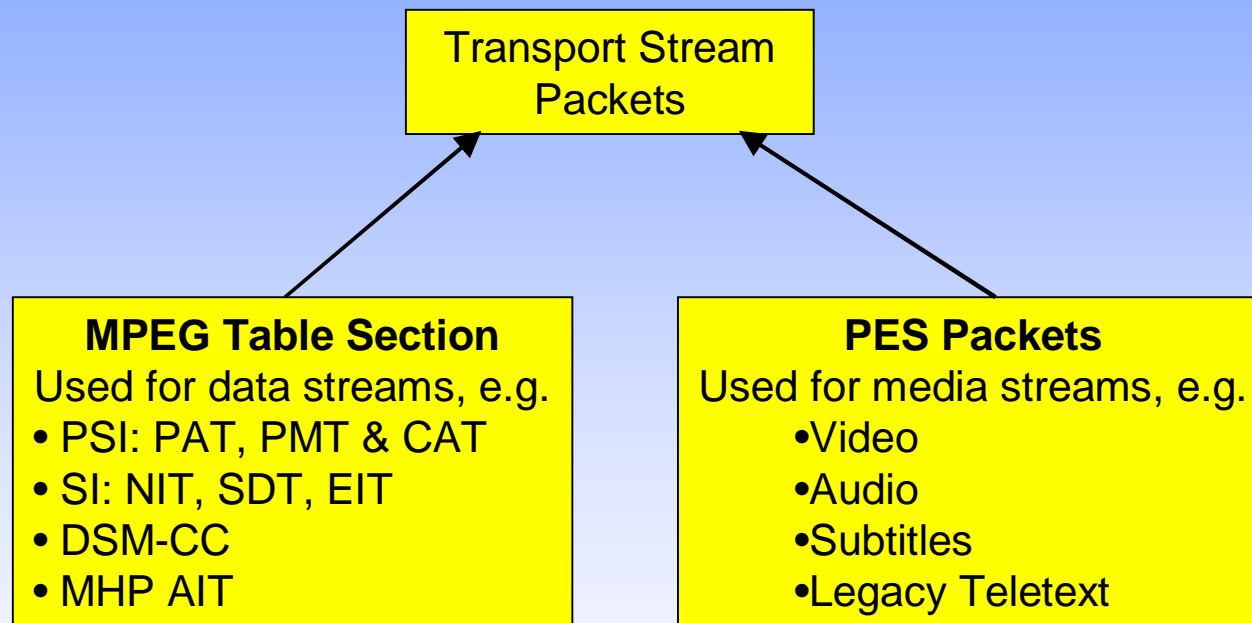 Transport Stream
Packets
MPEG Table Section
Used for data streams, e.g.
• PSI: PAT, PMT & CAT
• SI: NIT, SDT, EIT
• DSM-CC
• MHP AIT
PES Packets
Used for media streams, e.g.
•Video
•Audio
•Subtitles
•Legacy Teletext